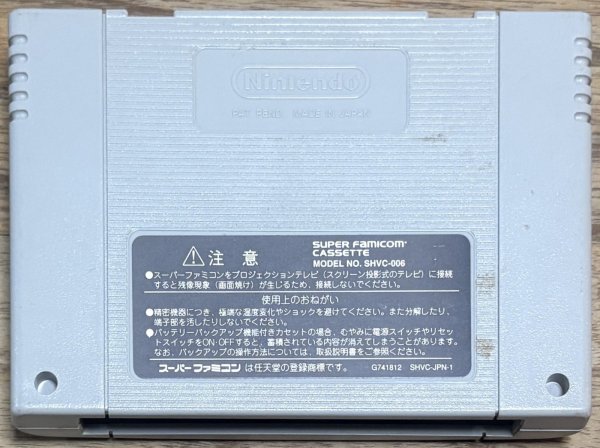 Nintendo
PAT. PEND. MADE IN JAPAN
⚠注 意
SUPER FAMICOM
CASSETTE
MODEL NO. SHVC-006
●スーパーファミコンをプロジェクションテレビ(スクリーン投影式のテレビ)に接続
すると残像現象(画面焼け)が生じるため、接続しないでください。
使用上のおねがい
●精密機器につき、極端な温度変化やショックを避けてください。また分解したり、
端子部を汚したりしないでください。
●バッテリーバックアップ機能付きカセットの場合、むやみに電源スイッチやリセッ
トスイッチをON・OFFすると、蓄積されている内容が消えてしまうことがあります。
なお、バックアップの操作方法については、取扱説明書をご参照ください。
スーパーファミコン は任天堂の登録商標です。 G741812 SHVC-JPN-1